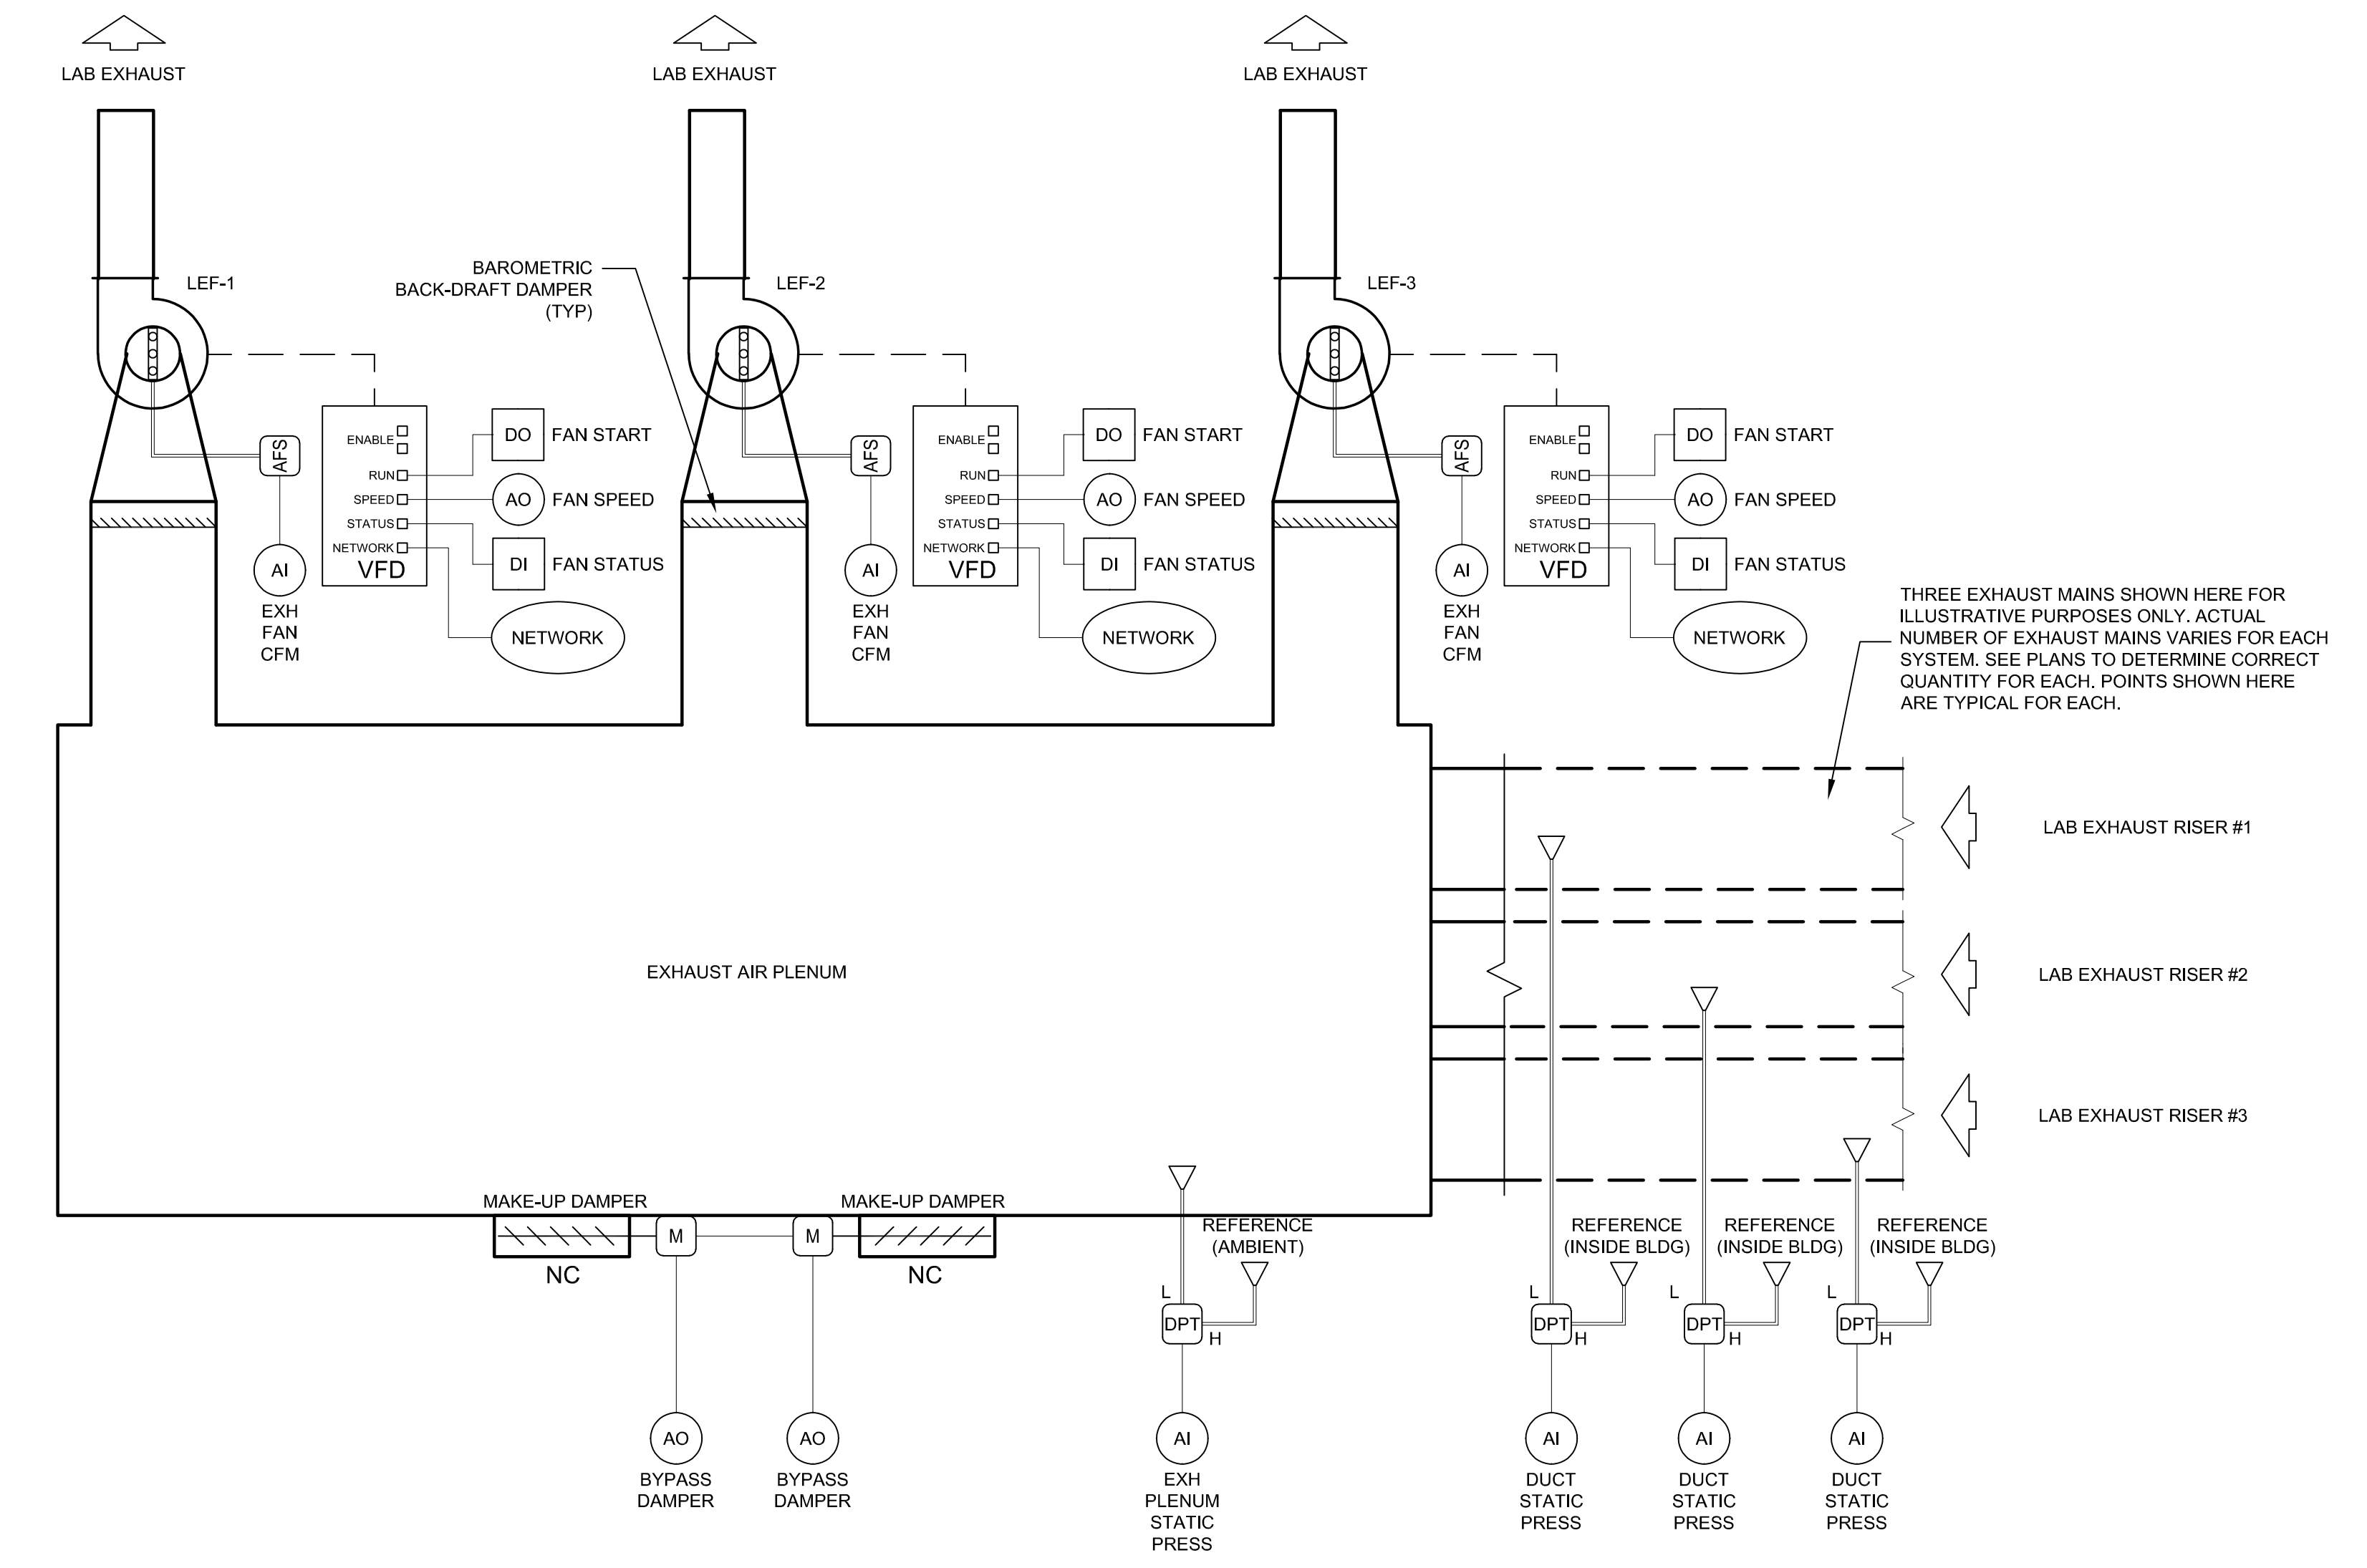 LAB EXHAUST
LAB EXHAUST
LAB EXHAUST
LEF-1
BAROMETRIC
BACK-DRAFT DAMPER
(TYP)
LEF-2
LEF-3
AFS
ENABLE
RUN
SPEED
STATUS
NETWORK
VFD
DO
FAN START
AO
FAN SPEED
DI
FAN STATUS
NETWORK
AI
EXH
FAN
CFM
AFS
ENABLE
RUN
SPEED
STATUS
NETWORK
VFD
DO
FAN START
AO
FAN SPEED
DI
FAN STATUS
NETWORK
AI
EXH
FAN
CFM
AFS
ENABLE
RUN
SPEED
STATUS
NETWORK
VFD
DO
FAN START
AO
FAN SPEED
DI
FAN STATUS
NETWORK
AI
EXH
FAN
CFM
THREE EXHAUST MAINS SHOWN HERE FOR
ILLUSTRATIVE PURPOSES ONLY. ACTUAL
NUMBER OF EXHAUST MAINS VARIES FOR EACH
SYSTEM. SEE PLANS TO DETERMINE CORRECT
QUANTITY FOR EACH. POINTS SHOWN HERE
ARE TYPICAL FOR EACH.
LAB EXHAUST RISER #1
EXHAUST AIR PLENUM
LAB EXHAUST RISER #2
LAB EXHAUST RISER #3
MAKE-UP DAMPER
MAKE-UP DAMPER
M
M
NC
NC
REFERENCE
(AMBIENT)
REFERENCE
(INSIDE BLDG)
REFERENCE
(INSIDE BLDG)
REFERENCE
(INSIDE BLDG)
L
DPT
H
L
DPT
H
L
DPT
H
L
DPT
H
AO
BYPASS
DAMPER
AO
BYPASS
DAMPER
AI
EXH
PLENUM
STATIC
PRESS
AI
DUCT
STATIC
PRESS
AI
DUCT
STATIC
PRESS
AI
DUCT
STATIC
PRESS